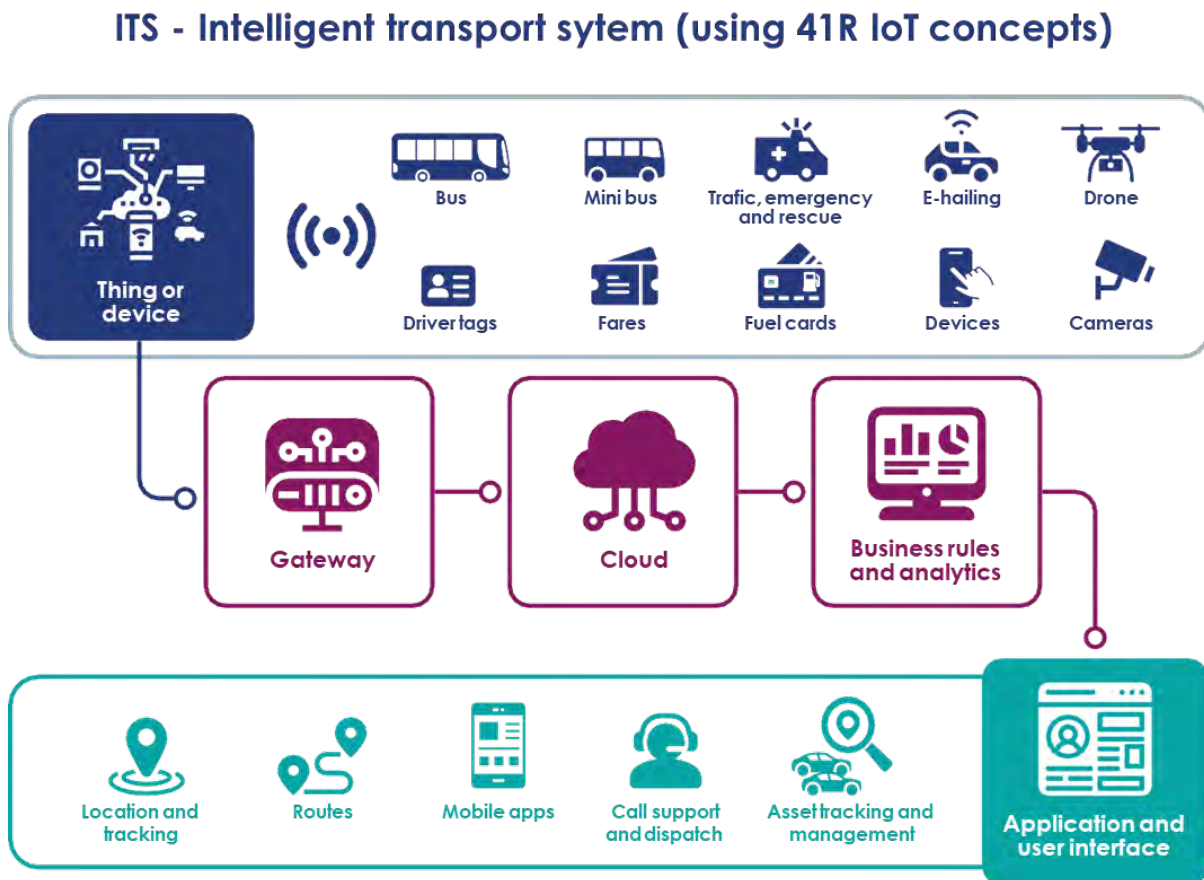 ITS - Intelligent transport sytem (using 41R IoT concepts)
Thing or
device
Bus
Mini bus
Trafic, emergency
and rescue
E-hailing
Drone
Driver tags
Fares
Fuel cards
Devices
Cameras
Gateway
Cloud
Business rules
and analytics
Location and
tracking
Routes
Mobile apps
Call support
and dispatch
Asset tracking and
management
Application and
user interface